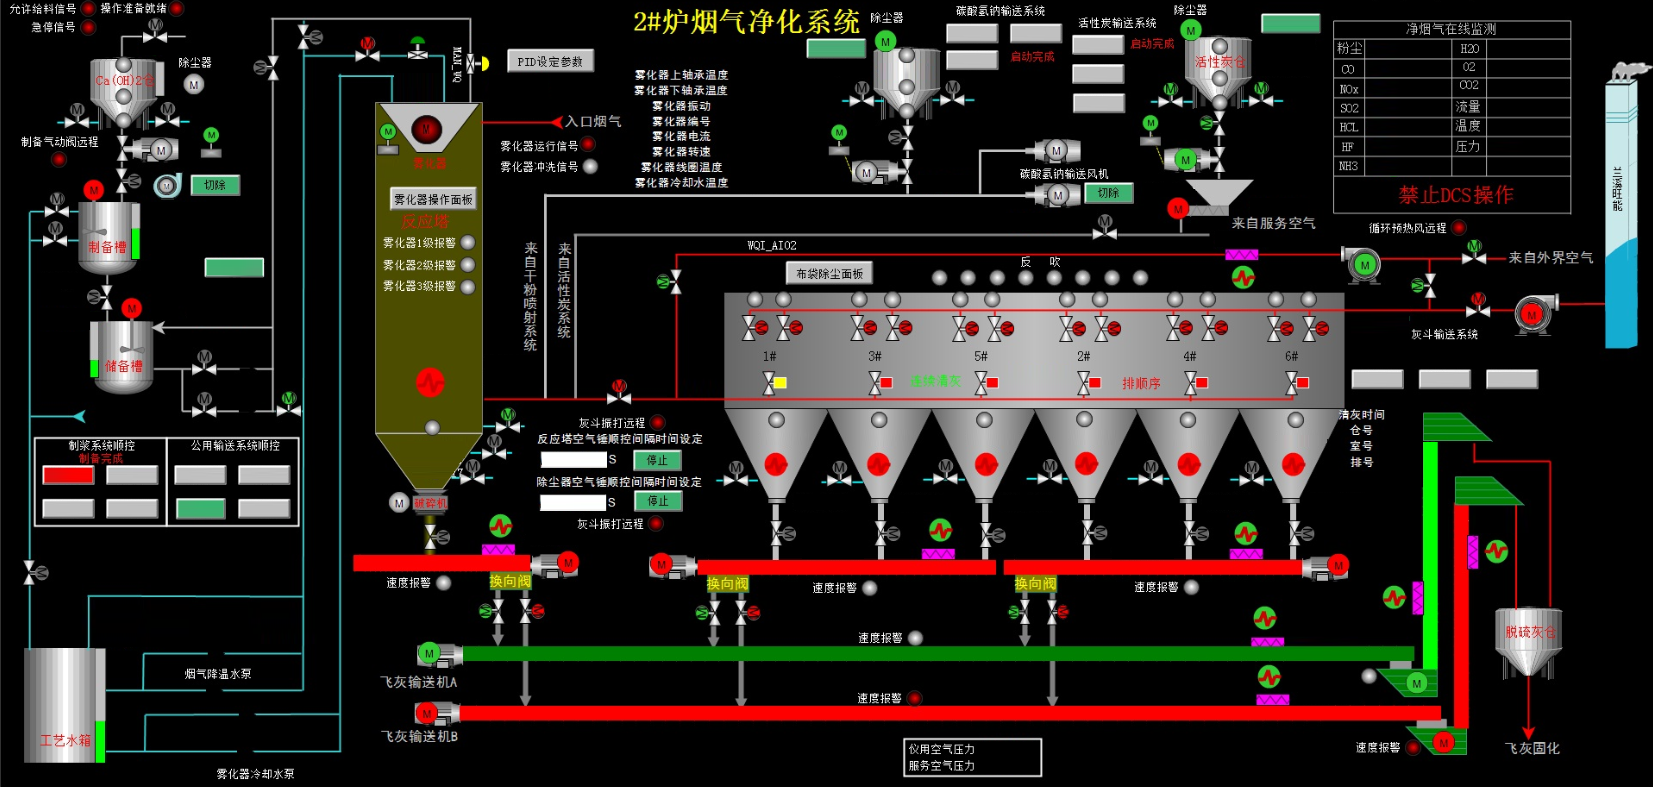 允许给料信号
操作准备就绪
急停信号
2#炉烟气净化系统
除尘器
碳酸氢钠输送系统
启动完成
活性炭输送系统
启动完成
除尘器
净烟气在线监测
粉尘
H2O
CO
O2
NOx
CO2
SO2
流量
HCL
温度
HF
压力
NH3
禁止DCS操作
兰海旺能
Ca(OH)2仓
除尘器
制备气动阀远程
切除
MAN_VQ
PID设定参数
雾化器上轴承温度
雾化器下轴承温度
雾化器振动
雾化器编号
雾化器电流
雾化器转速
雾化器线圈温度
雾化器冷却水温度
入口烟气
雾化器运行信号
雾化器冲洗信号
雾化器
雾化器操作面板
反应塔
雾化器1级报警
雾化器2级报警
雾化器3级报警
活性炭仓
碳酸氢钠输送风机
切除
来自服务空气
循环预热风远程
来自外界空气
来自干粉喷射系统
来自活性炭系统
WQI_AI02
布袋除尘面板
反 吹
灰斗输送系统
制备槽
储备槽
1#
3#
5#
2#
4#
6#
连续清灰
排顺序
清灰时间
仓号
室号
排号
制浆系统顺控
制备完成
公用输送系统顺控
灰斗振打远程
反应塔空气锤顺控间隔时间设定
S
停止
除尘器空气锤顺控间隔时间设定
S
停止
灰斗振打远程
破碎机
速度报警
换向阀
换向阀
速度报警
换向阀
速度报警
速度报警
飞灰输送机A
速度报警
飞灰输送机B
烟气降温水泵
工艺水箱
雾化器冷却水泵
仪用空气压力
服务空气压力
脱硫灰仓
速度报警
飞灰固化